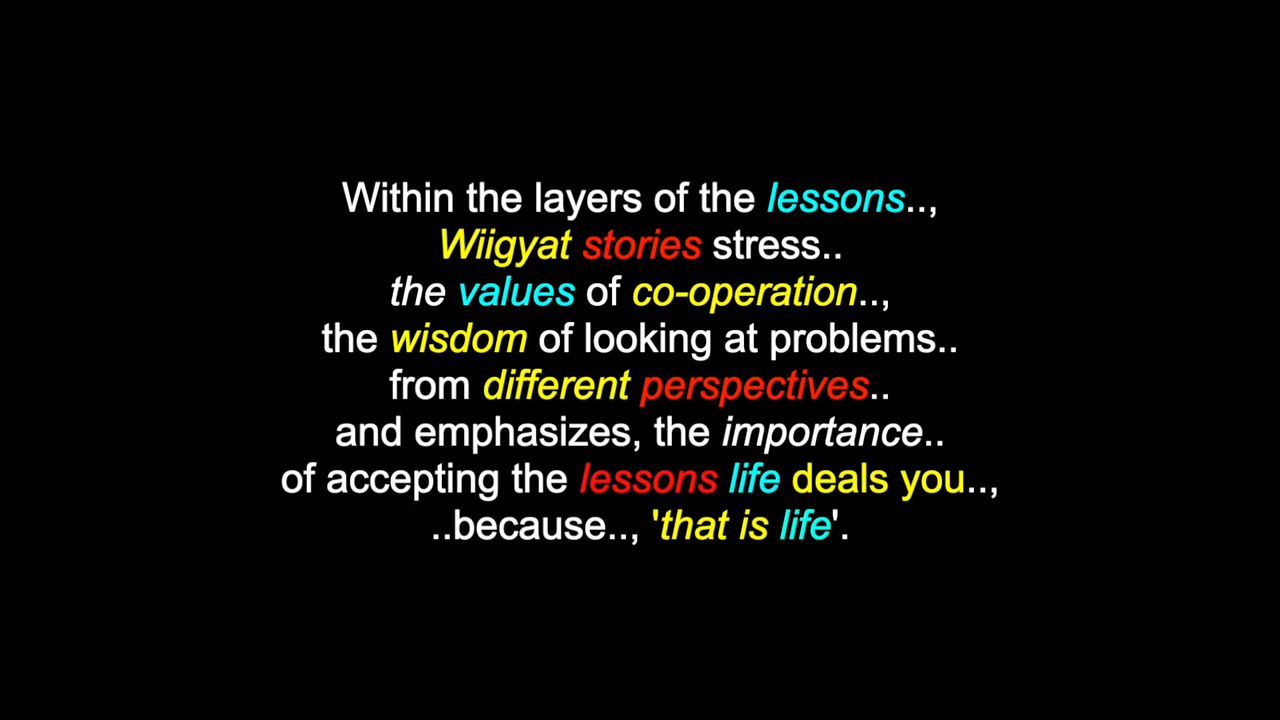 Within the layers of the lessons..,
Wiigyat stories stress..
the values of co-operation..,
the wisdom of looking at problems..
from different perspectives..
and emphasizes, the importance..
of accepting the lessons life deals you..,
..because.., 'that is life'.